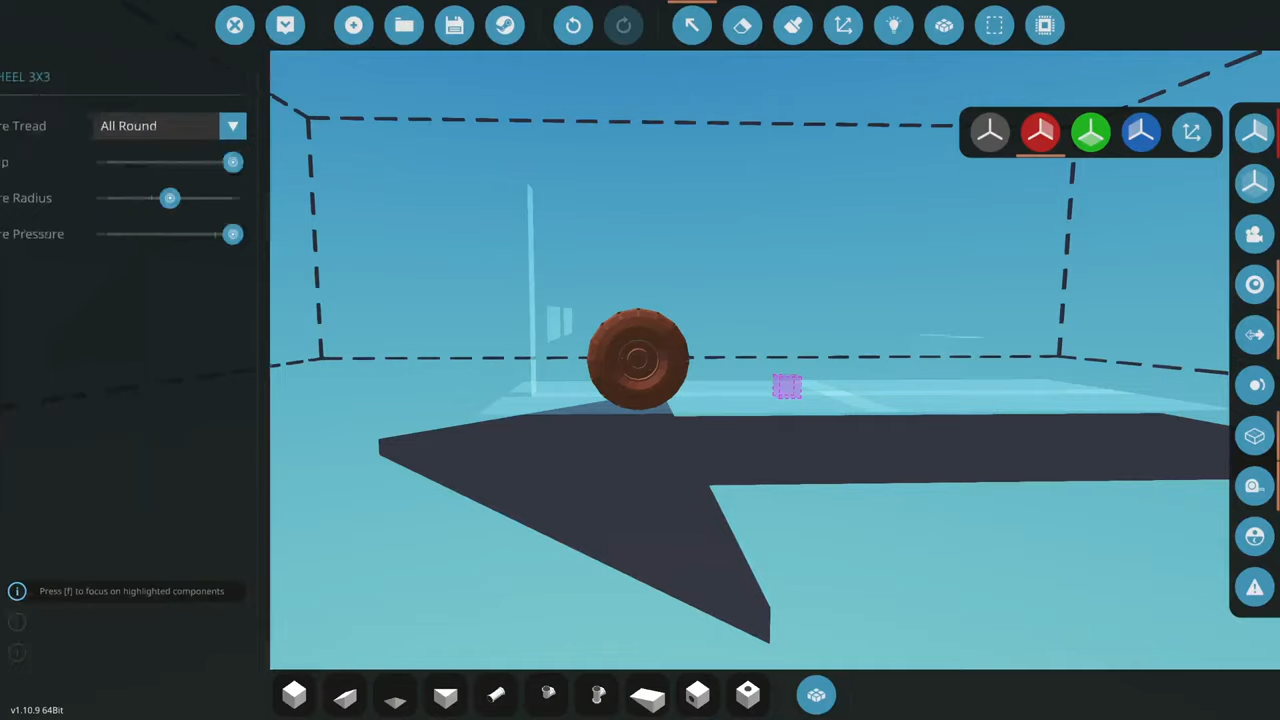 HEEL 3X3
re Tread
All Round
p
re Radius
re Pressure
Press [f] to focus on highlighted components
v1.10.9 64Bit